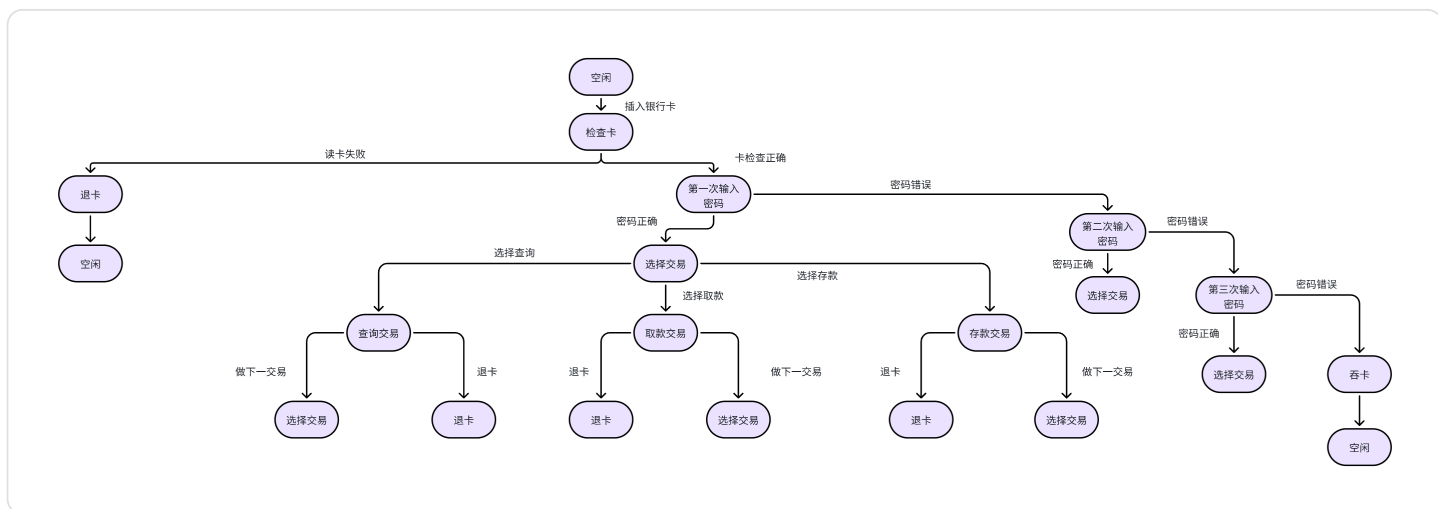 空闲
插入银行卡
检查卡
读卡失败
卡检查正确
退卡
第一次输入
密码
密码错误
密码正确
第二次输入
密码
密码错误
空闲
选择查询
选择交易
选择存款
密码正确
选择交易
第三次输入
密码
密码错误
选择取款
查询交易
取款交易
存款交易
密码正确
做下一交易
退卡
退卡
做下一交易
退卡
做下一交易
选择交易
吞卡
选择交易
退卡
退卡
选择交易
退卡
选择交易
空闲